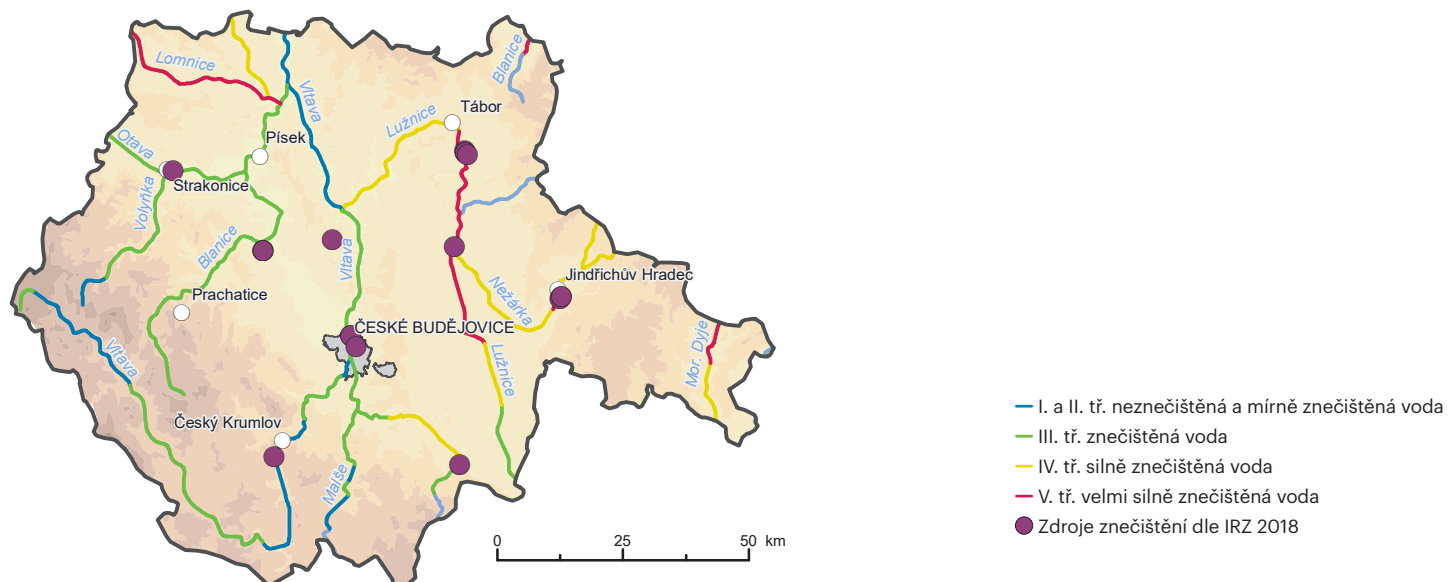 Lomnice
Vltava
Blanice
Lužnice
Tábor
Písek
Otava
Strakonice
Volyňka
Blanice
Vltava
Jindřichův Hradec
Nežárka
Prachatice
ČESKÉ BUDĚJOVICE
Vltava
Lužnice
Mor. Dyje
Český Krumlov
Malše
0 25 50 km
I. a II. tř. neznečištěná a mírně znečištěná voda
III. tř. znečištěná voda
IV. tř. silně znečištěná voda
V. tř. velmi silně znečištěná voda
Zdroje znečištění dle IRZ 2018